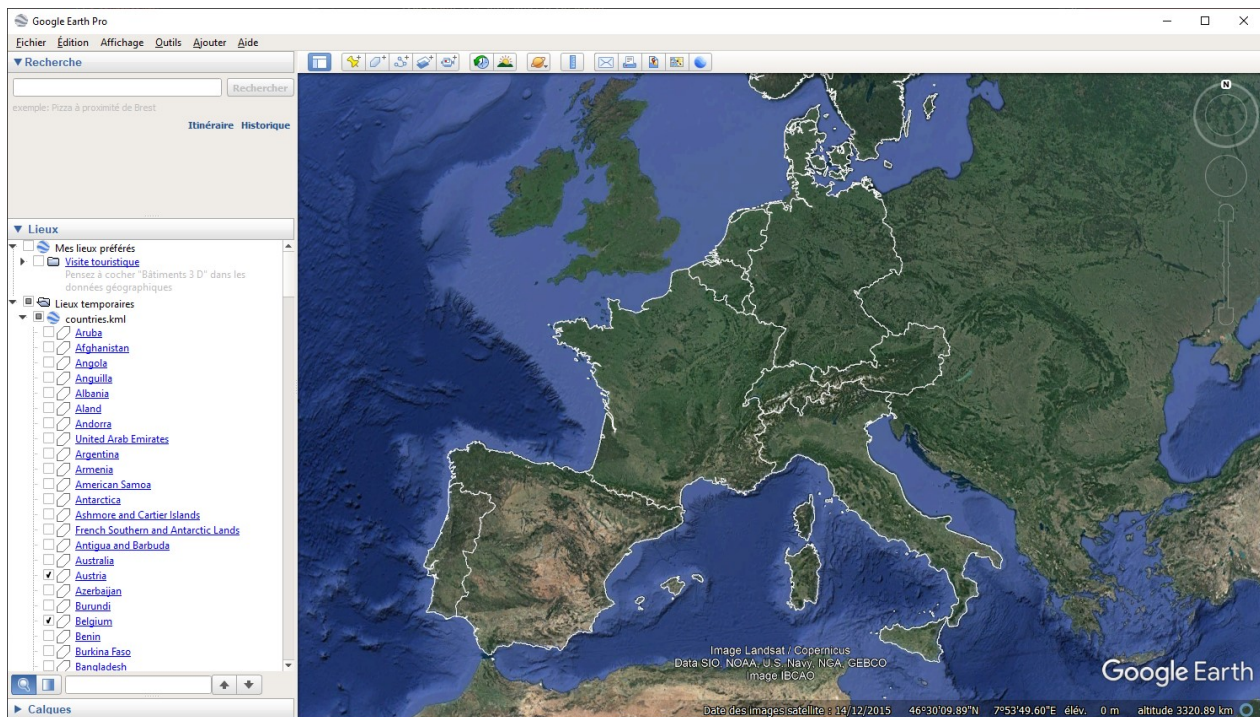 Google Earth Pro
Fichier Édition Affichage Outils Ajouter Aide
Recherche
Rechercher
exemple: Pizza à proximité de Brest
Itinéraire Historique
Lieux
Mes lieux préférés
Visite touristique
Pensez à cocher "Bâtiments 3 D" dans les
données géographiques
Lieux temporaires
countries.kml
Aruba
Afghanistan
Angola
Anguilla
Albania
Aland
Andorra
United Arab Emirates
Argentina
Armenia
American Samoa
Antarctica
Ashmore and Cartier Islands
French Southern and Antarctic Lands
Antigua and Barbuda
Australia
Austria
Azerbaijan
Burundi
Belgium
Benin
Burkina Faso
Bangladesh
Calques
N
Image Landsat / Copernicus
Data SIO, NOAA, U.S. Navy, NGA, GEBCO
Image IBCAO
Google Earth
Date des images satellite : 14/12/2015 46°30'09.89"N 7°53'49.60"E élév. 0 m altitude 3320.89 km